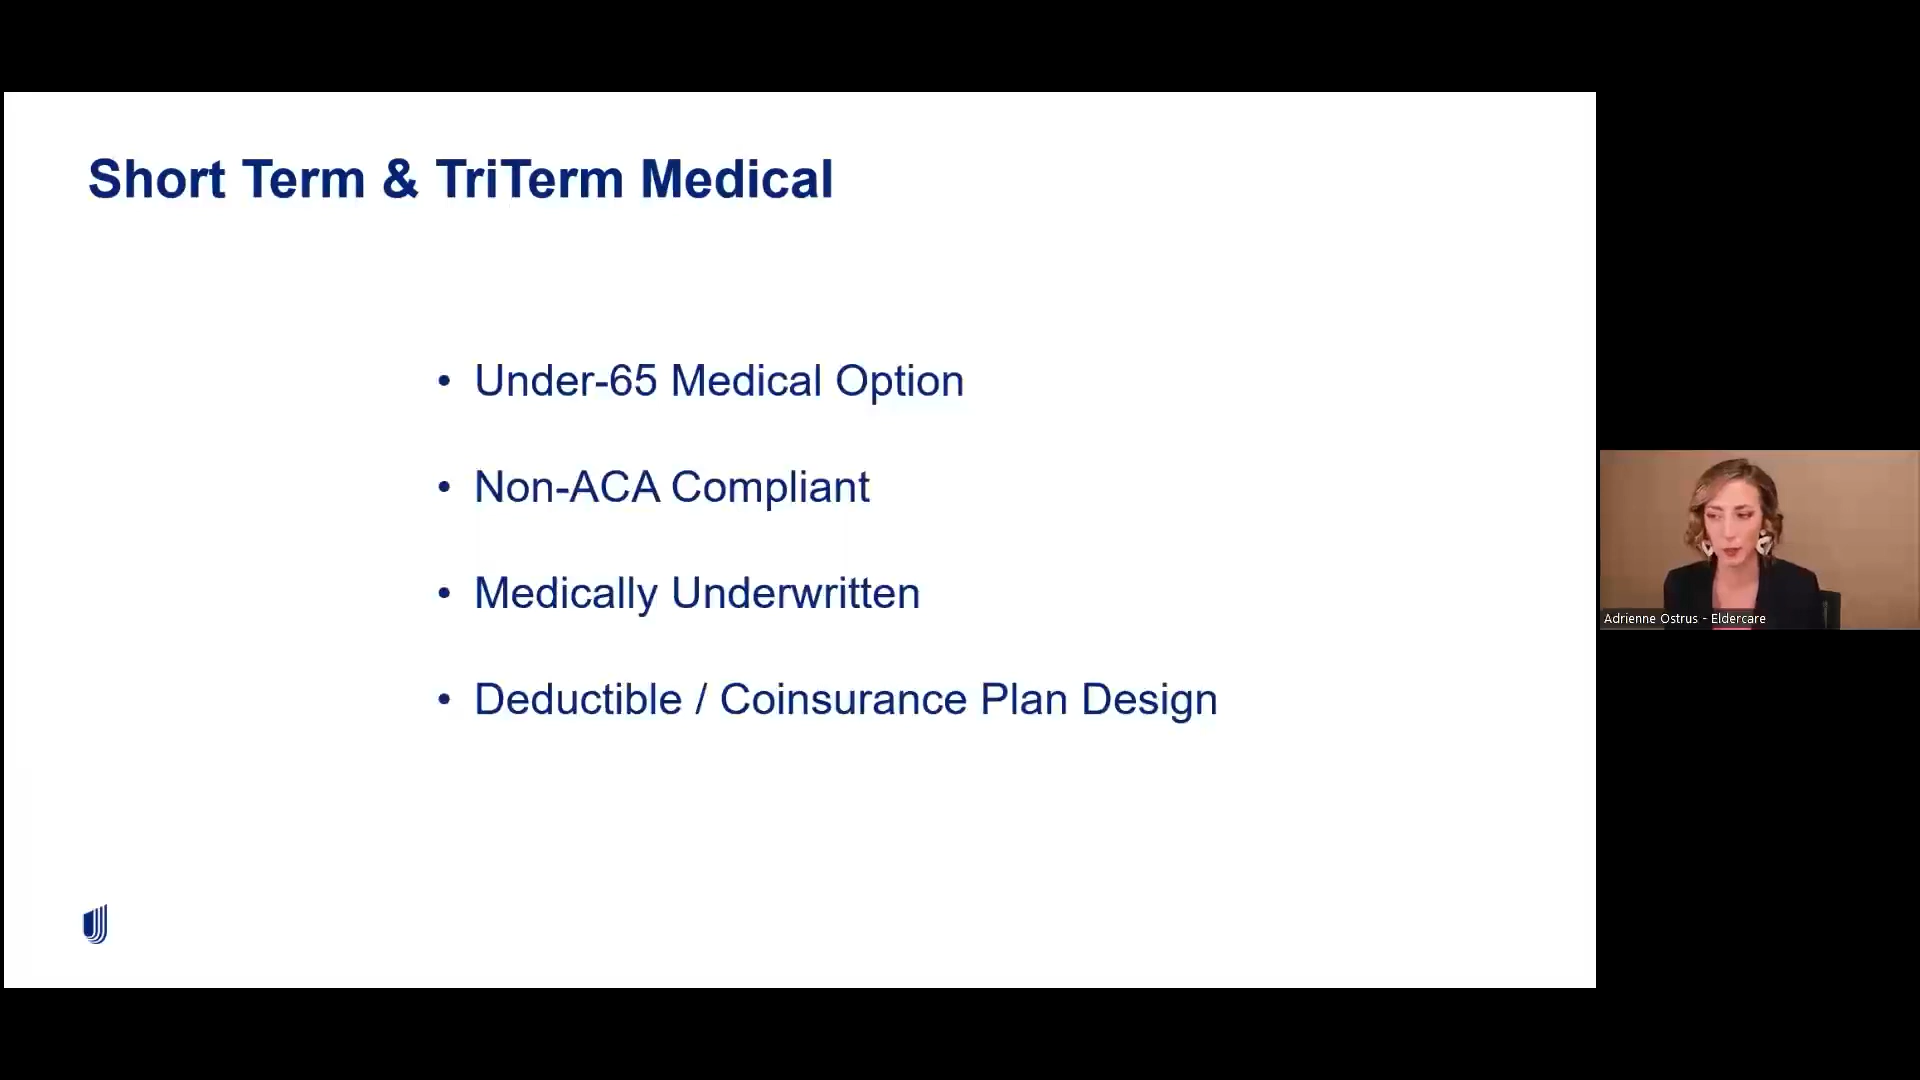 Short Term & TriTerm Medical
• Under-65 Medical Option
• Non-ACA Compliant
• Medically Underwritten
• Deductible / Coinsurance Plan Design
Adrienne Ostrus - Eldercare